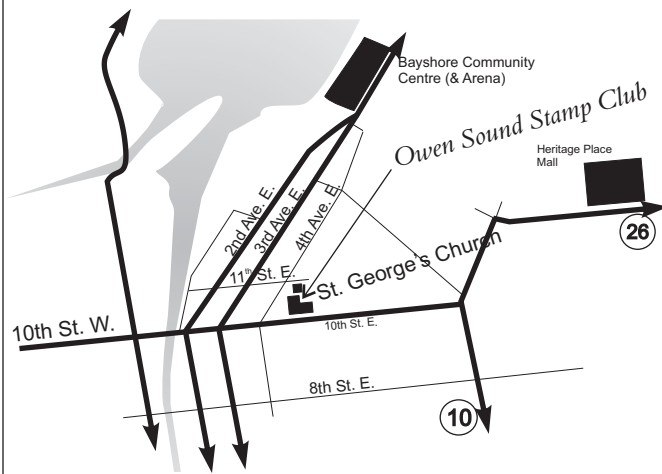 Bayshore Community
Centre (& Arena)
Owen Sound Stamp Club
Heritage Place
Mall
26
2nd Ave. E.
3rd Ave. E.
4th Ave. E.
11th St. E.
St. George's Church
10th St. W.
10th St. E.
8th St. E.
10